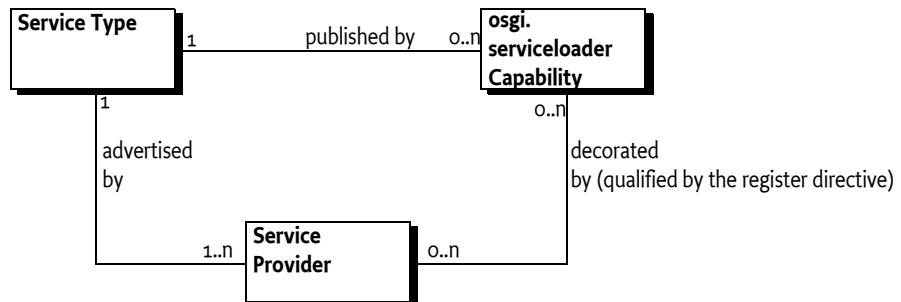 Service Type
osgi.
serviceloader
Capability
1
published by
0..n
1
0..n
advertised
by
decorated
by (qualified by the register directive)
1..n
Service
Provider
0..n